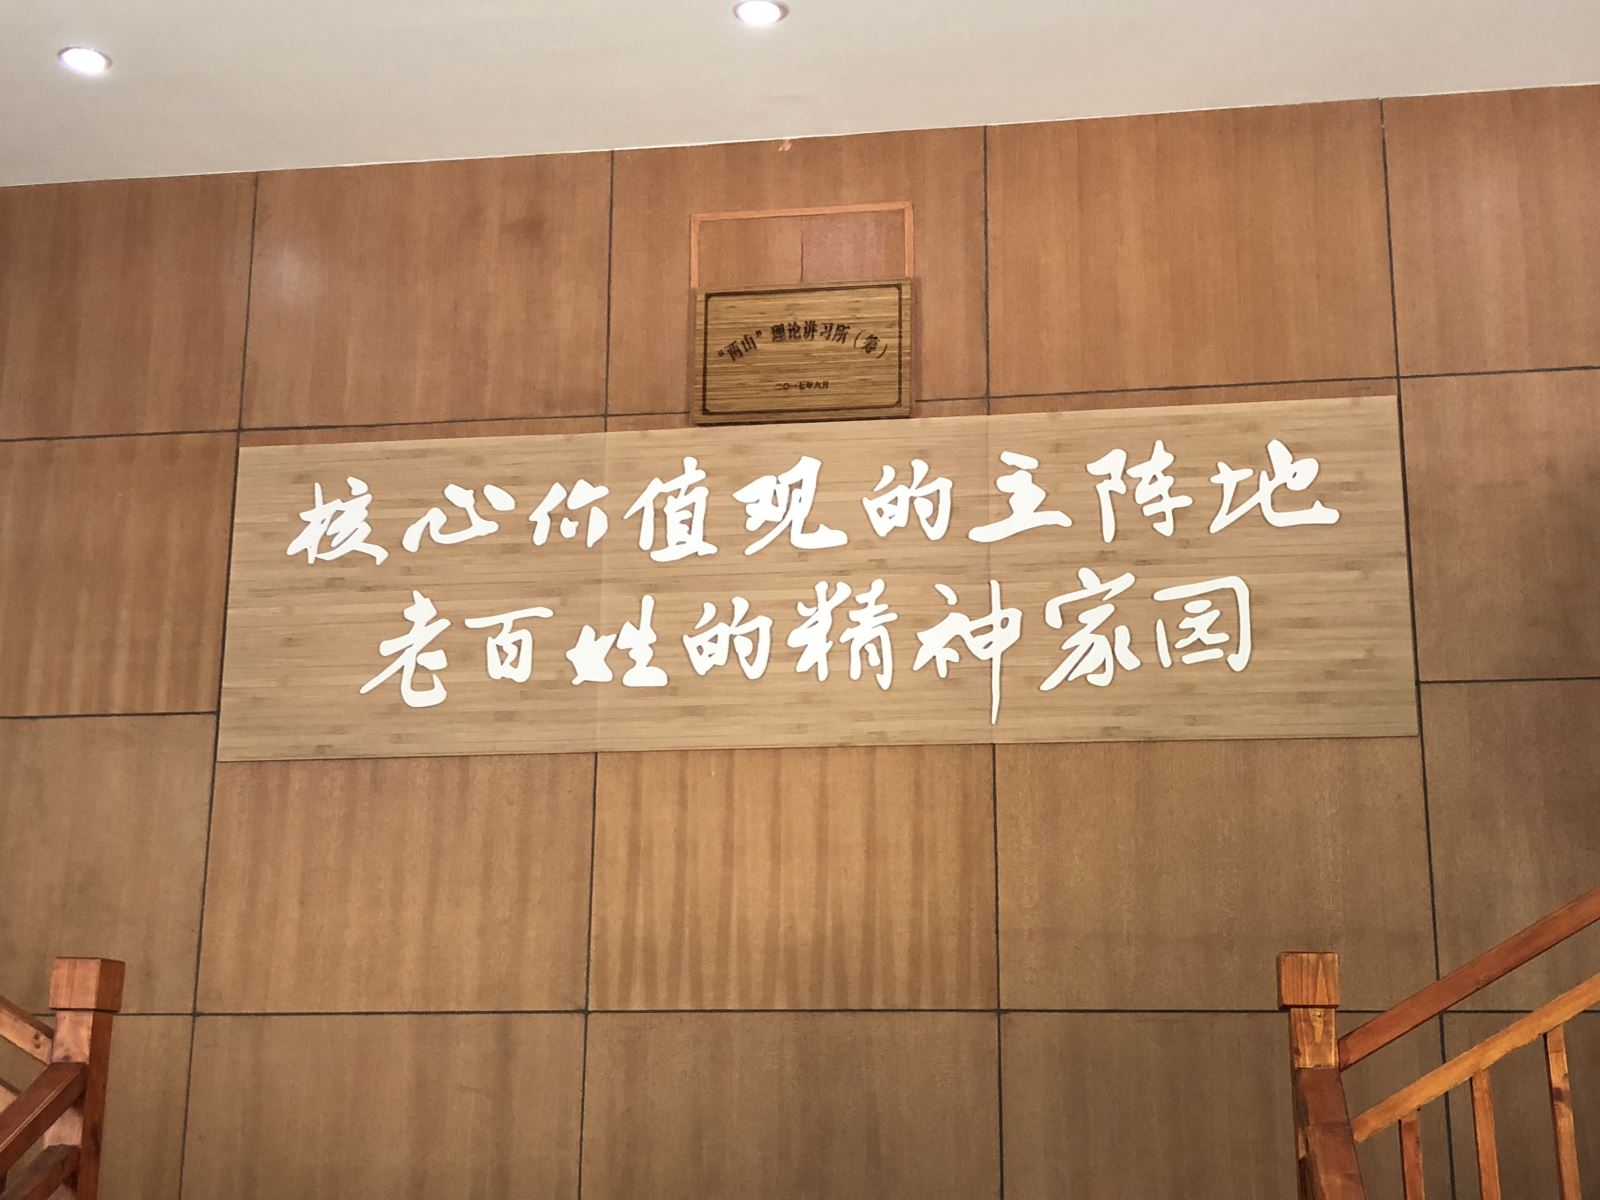 “两山”理论讲习所（筹）
二〇一七年六月
核心价值观的主阵地
老百姓的精神家园